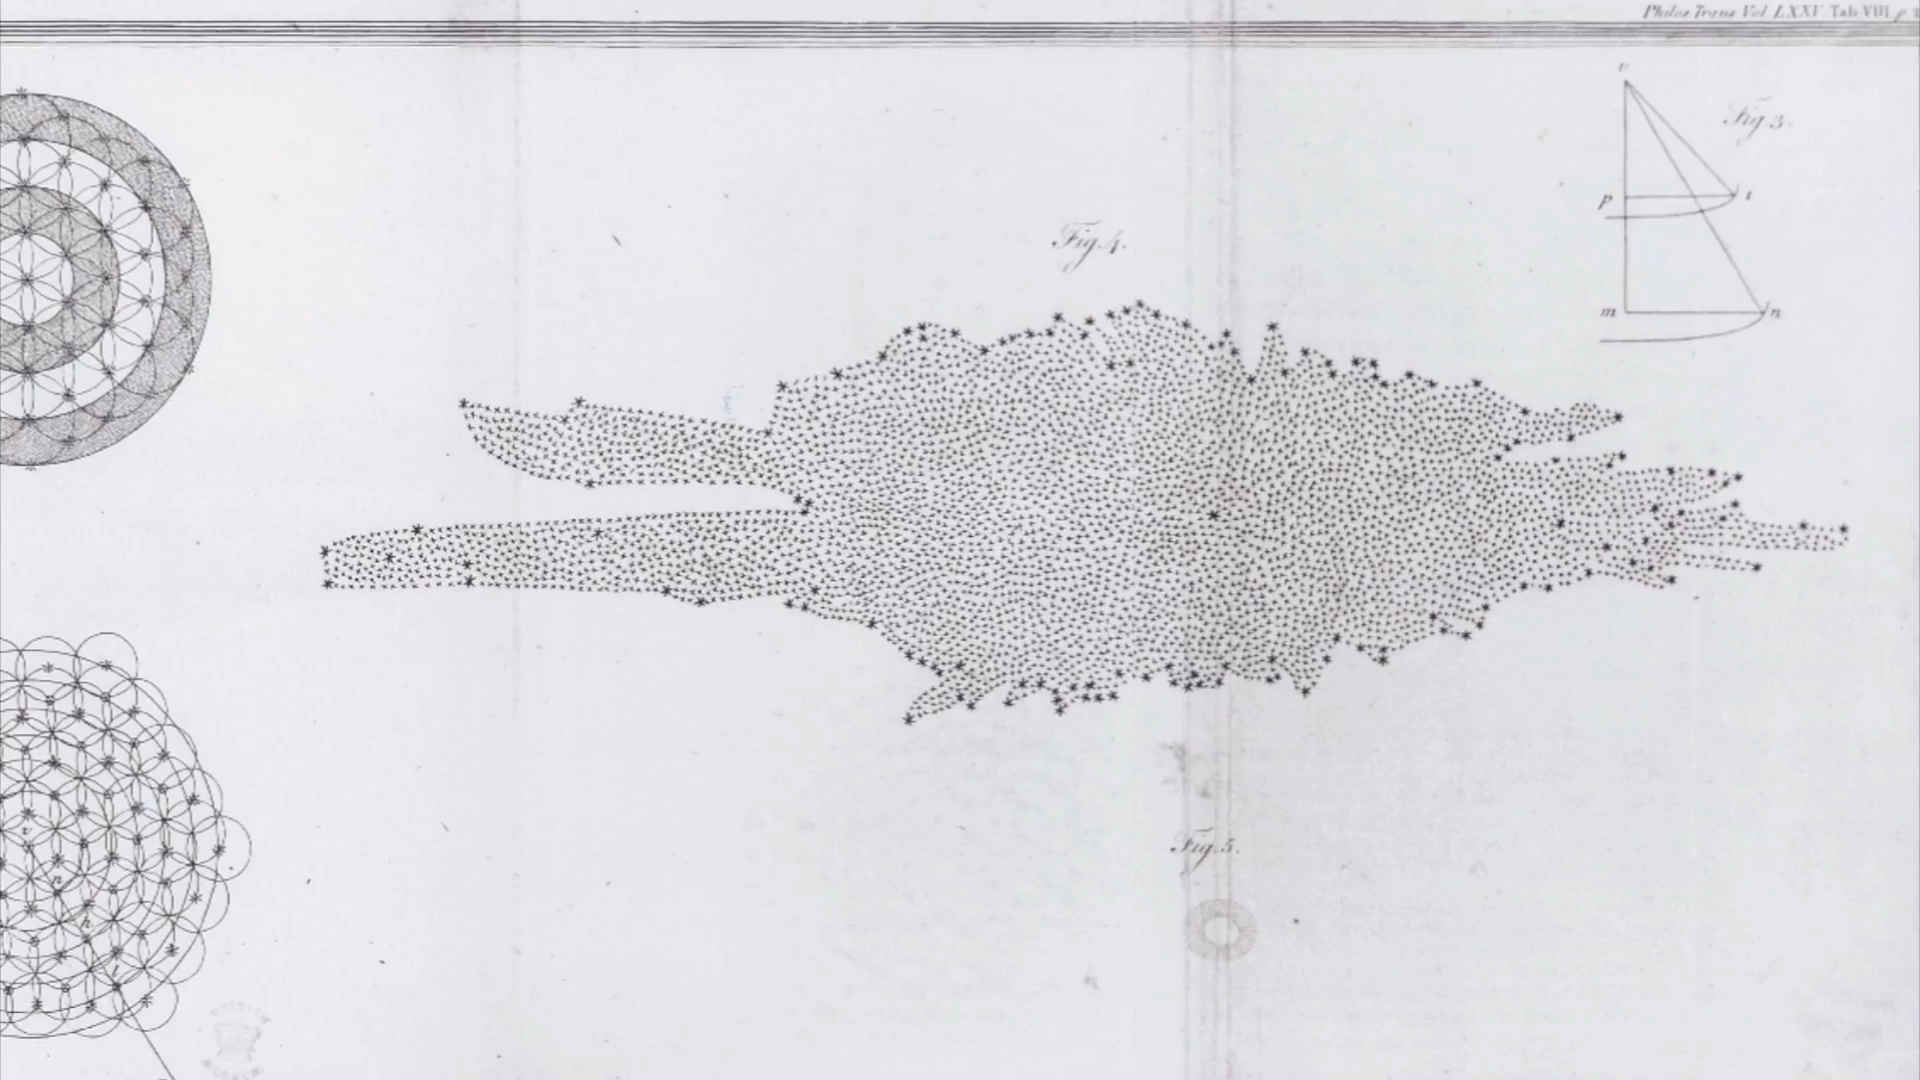 Philos. Trans. Vol. LXXV. Tab. VIII. p.
v
Fig. 3.
p
s
Fig. 4.
m
n
Fig. 5.
v
n
h
l